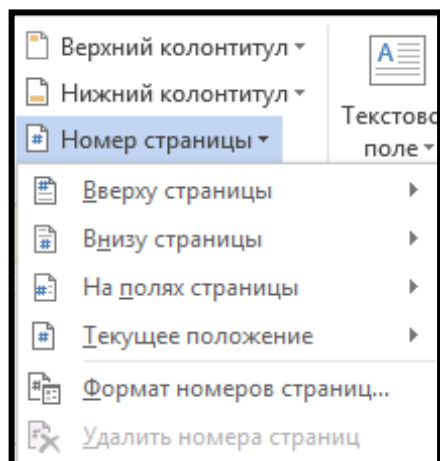 Верхний колонтитул
Нижний колонтитул
Номер страницы
A
Текстово
поле
Вверху страницы
Внизу страницы
На полях страницы
Текущее положение
Формат номеров страниц...
Удалить номера страниц